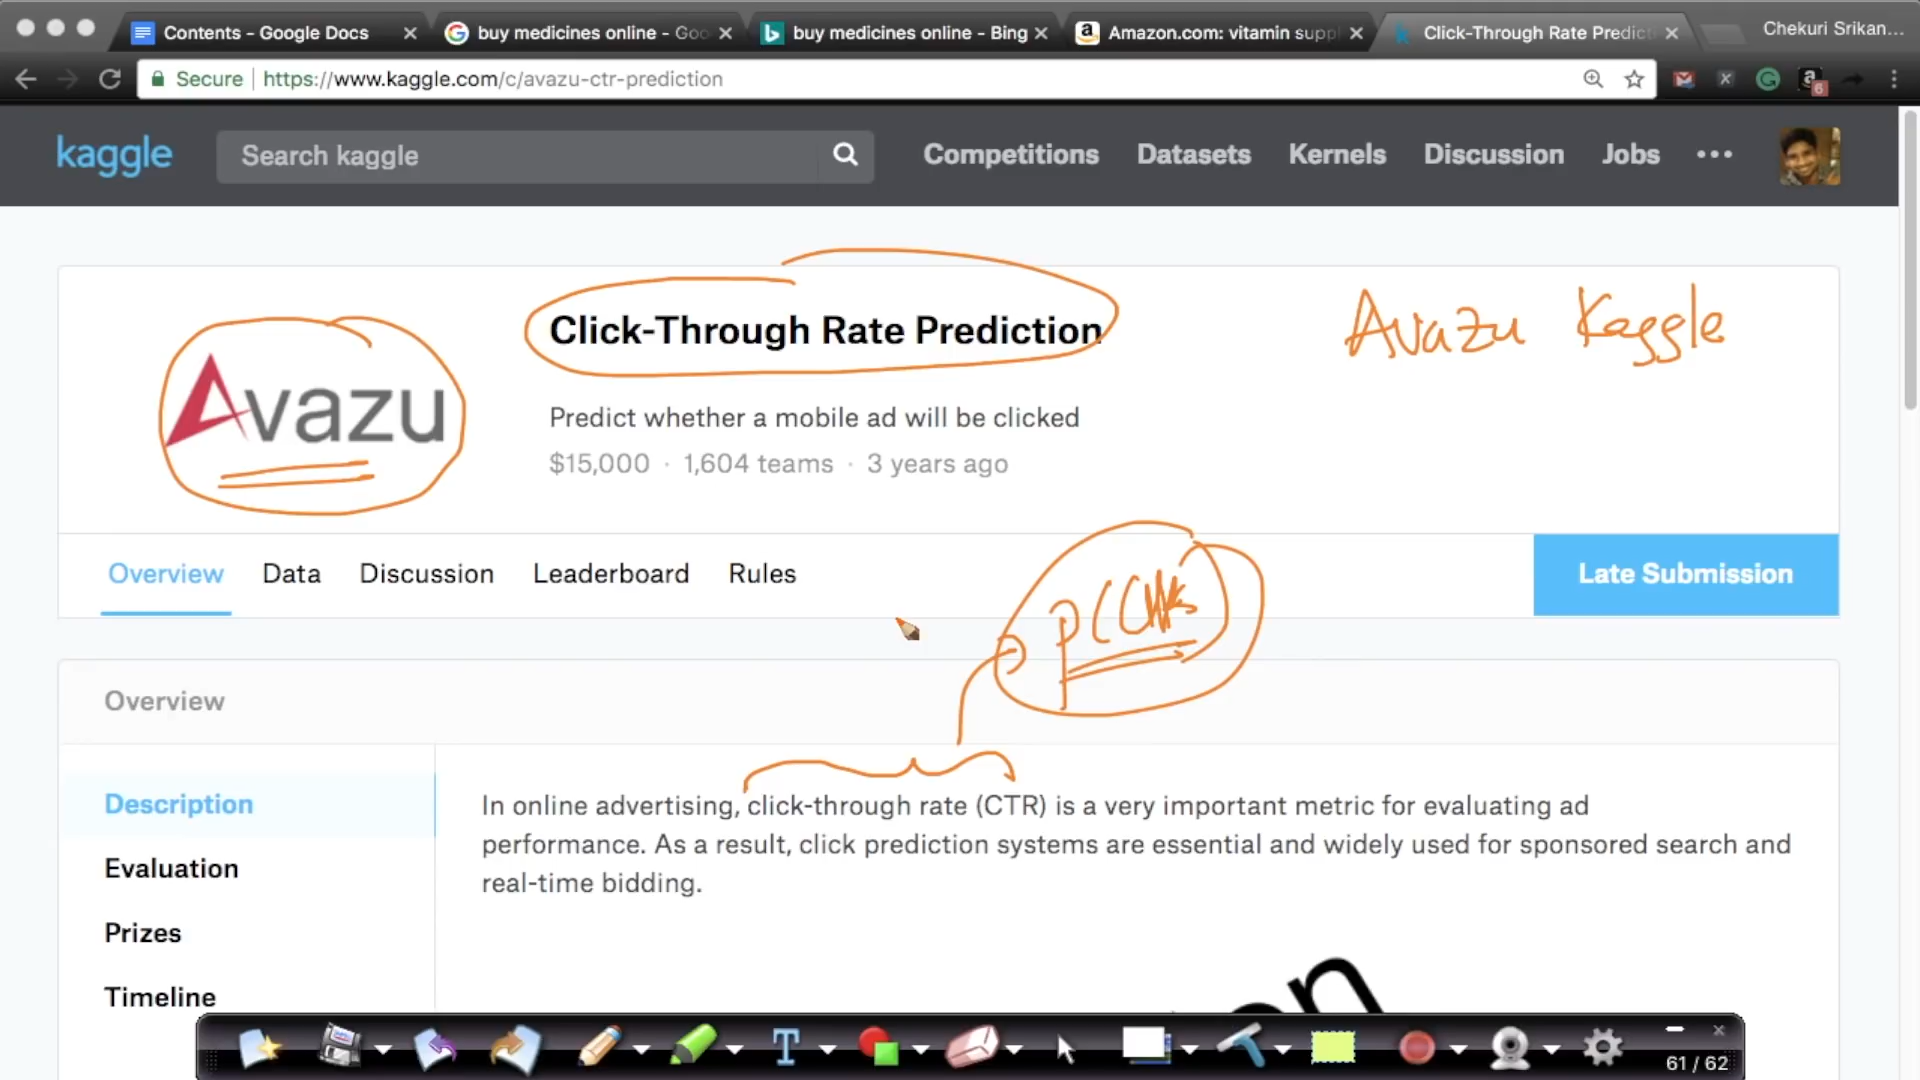 Contents - Google Docs
buy medicines online - Goo
buy medicines online - Bing
Amazon.com: vitamin supp
Click-Through Rate Predict
Chekuri Srikan...
Secure https://www.kaggle.com/c/avazu-ctr-prediction
6
kaggle
Search kaggle
Competitions
Datasets
Kernels
Discussion
Jobs
Avazu
Click-Through Rate Prediction
Avazu Kaggle
Predict whether a mobile ad will be clicked
$15,000 · 1,604 teams · 3 years ago
Overview
Data
Discussion
Leaderboard
Rules
Late Submission
Overview
Description
Evaluation
Prizes
Timeline
In online advertising, click-through rate (CTR) is a very important metric for evaluating ad
performance. As a result, click prediction systems are essential and widely used for sponsored search and
real-time bidding.
on
T
61 / 62